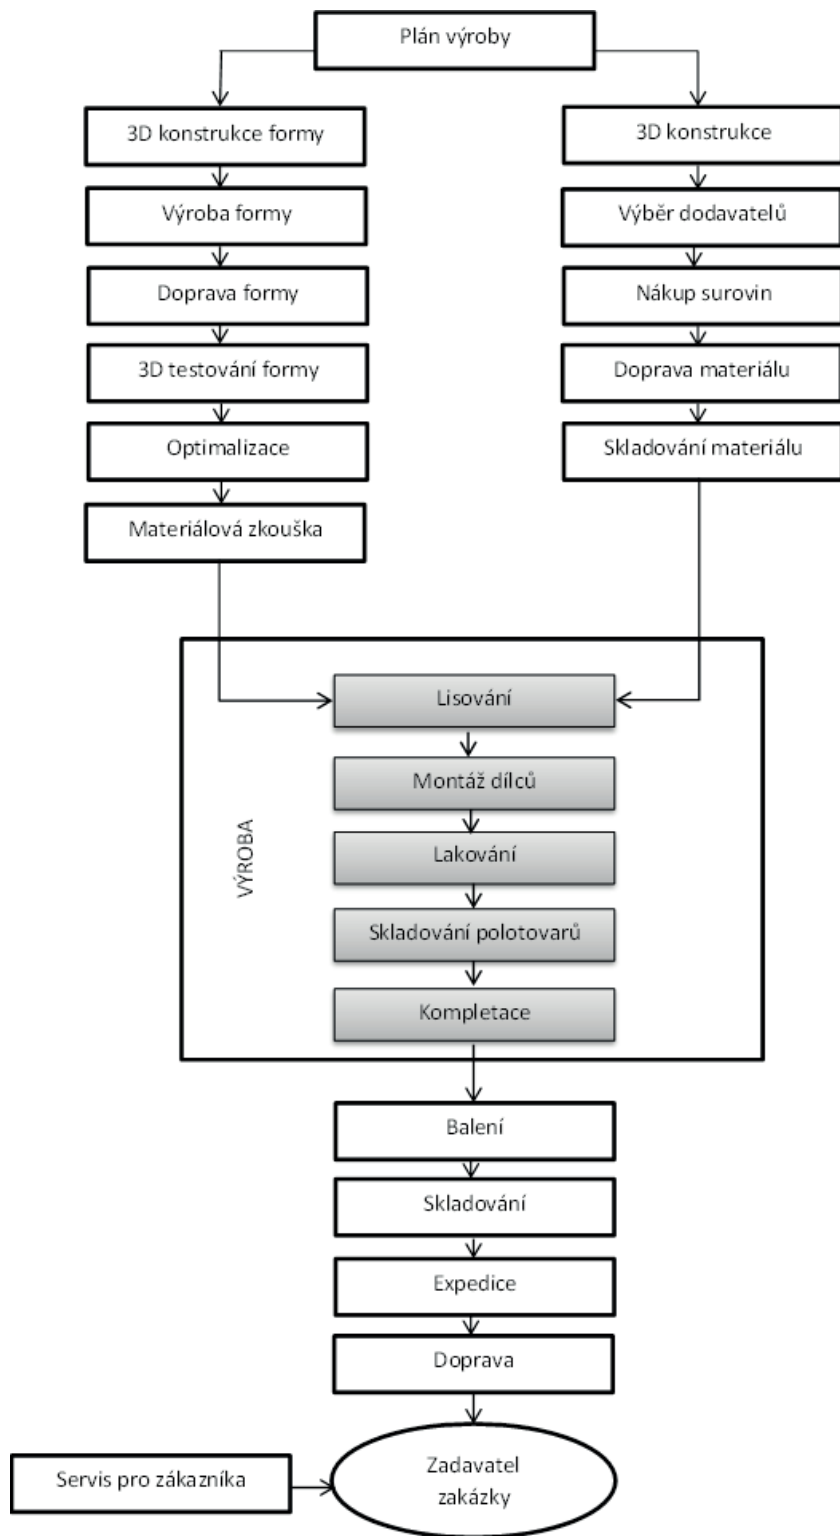 Plán výroby
3D konstrukce formy
Výroba formy
Doprava formy
3D testování formy
Optimalizace
Materiálová zkouška
3D konstrukce
Výběr dodavatelů
Nákup surovin
Doprava materiálu
Skladování materiálu
VÝROBA
Lisování
Montáž dílců
Lakování
Skladování polotovarů
Kompletace
Balení
Skladování
Expedice
Doprava
Servis pro zákazníka
Zadavatel
zakázky